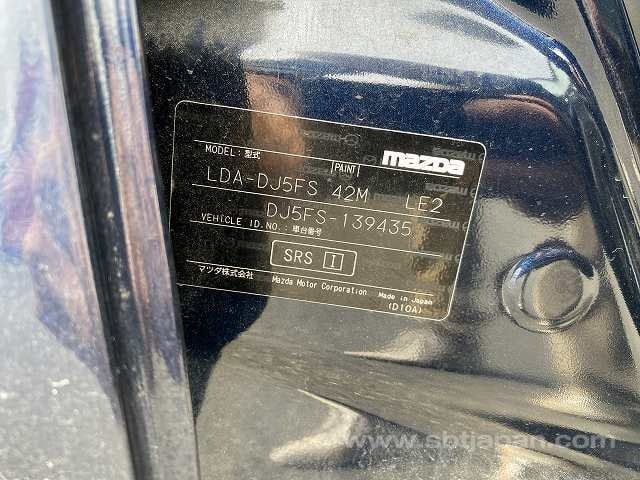 mazda
MODEL: 型式 PAINT
LDA-DJ5FS 42M LE2
DJ5FS-139435
VEHICLE ID.NO.: 車台番号
SRS I
マツダ株式会社 Mazda Motor Corporation Made in Japan
(D10A)
www.sbtjapan.com